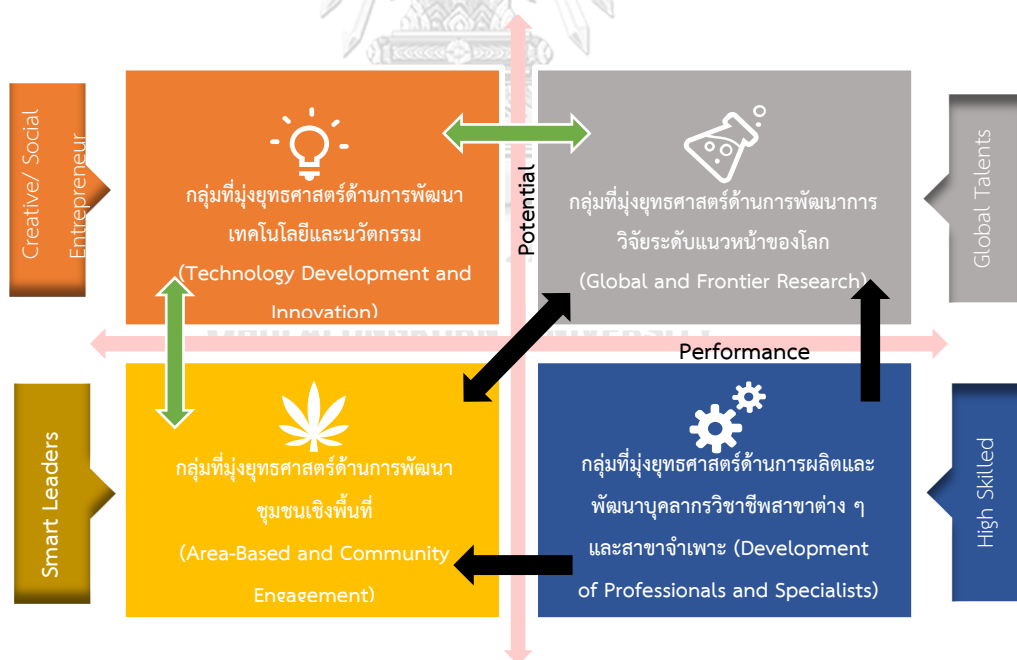 Creative/ Social
Entrepreneur
กลุ่มที่มุ่งยุทธศาสตร์ด้านการพัฒนา
เทคโนโลยีและนวัตกรรม
(Technology Development and
Innovation)
Potential
กลุ่มที่มุ่งยุทธศาสตร์ด้านการพัฒนาการ
วิจัยระดับแนวหน้าของโลก
(Global and Frontier Research)
Global Talents
Performance
Smart Leaders
กลุ่มที่มุ่งยุทธศาสตร์ด้านการพัฒนา
ชุมชนเชิงพื้นที่
(Area-Based and Community
Engagement)
กลุ่มที่มุ่งยุทธศาสตร์ด้านการผลิตและ
พัฒนาบุคลากรวิชาชีพสาขาต่าง ๆ
และสาขาจำเพาะ (Development
of Professionals and Specialists)
High Skilled